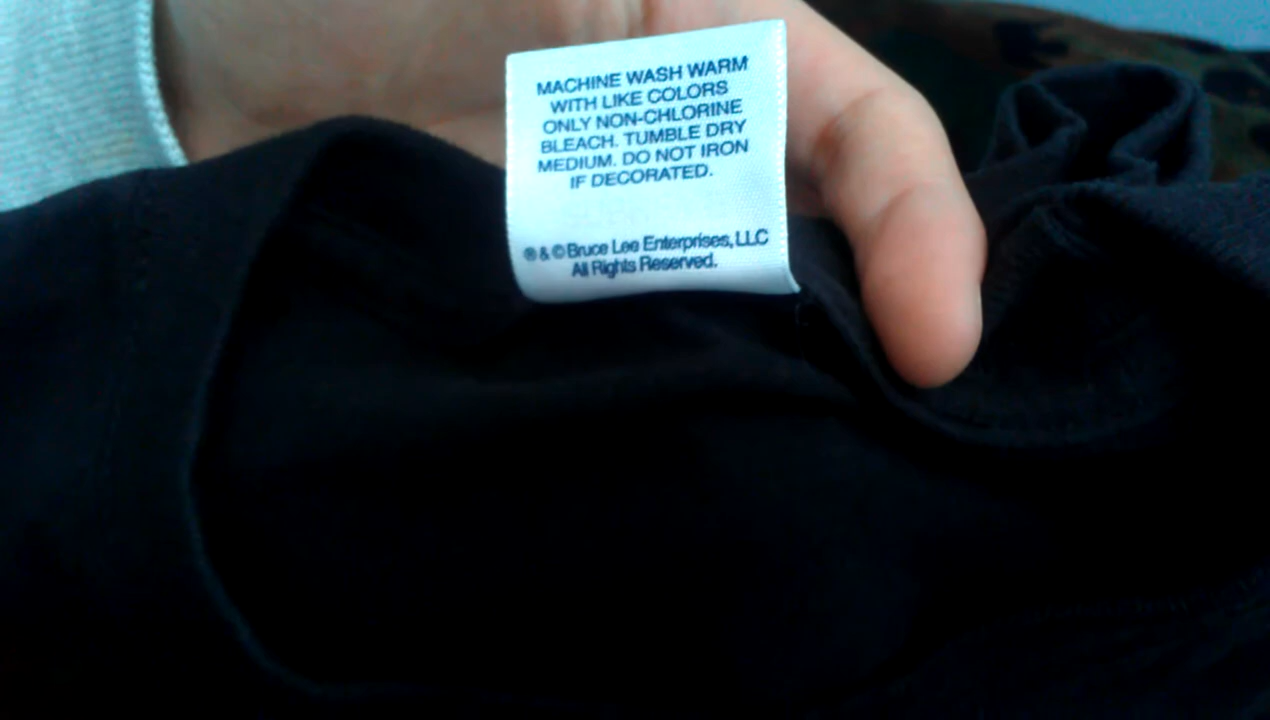 MACHINE WASH WARM
WITH LIKE COLORS
ONLY NON-CHLORINE
BLEACH. TUMBLE DRY
MEDIUM. DO NOT IRON
IF DECORATED.
® & © Bruce Lee Enterprises, LLC
All Rights Reserved.